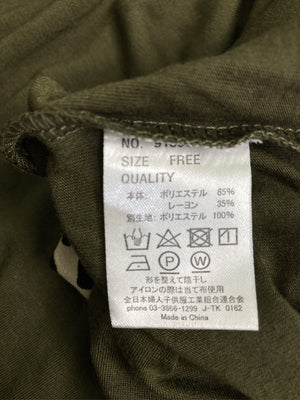 NO.
SIZE FREE
QUALITY
本体: ポリエステル 65%
レーヨン 35%
別生地: ポリエステル 100%
形を整えて陰干し
アイロンの際は当て布使用
全日本婦人子供服工業組合連合会
phone 03-3866-1299 J-TK 0162
Made in China